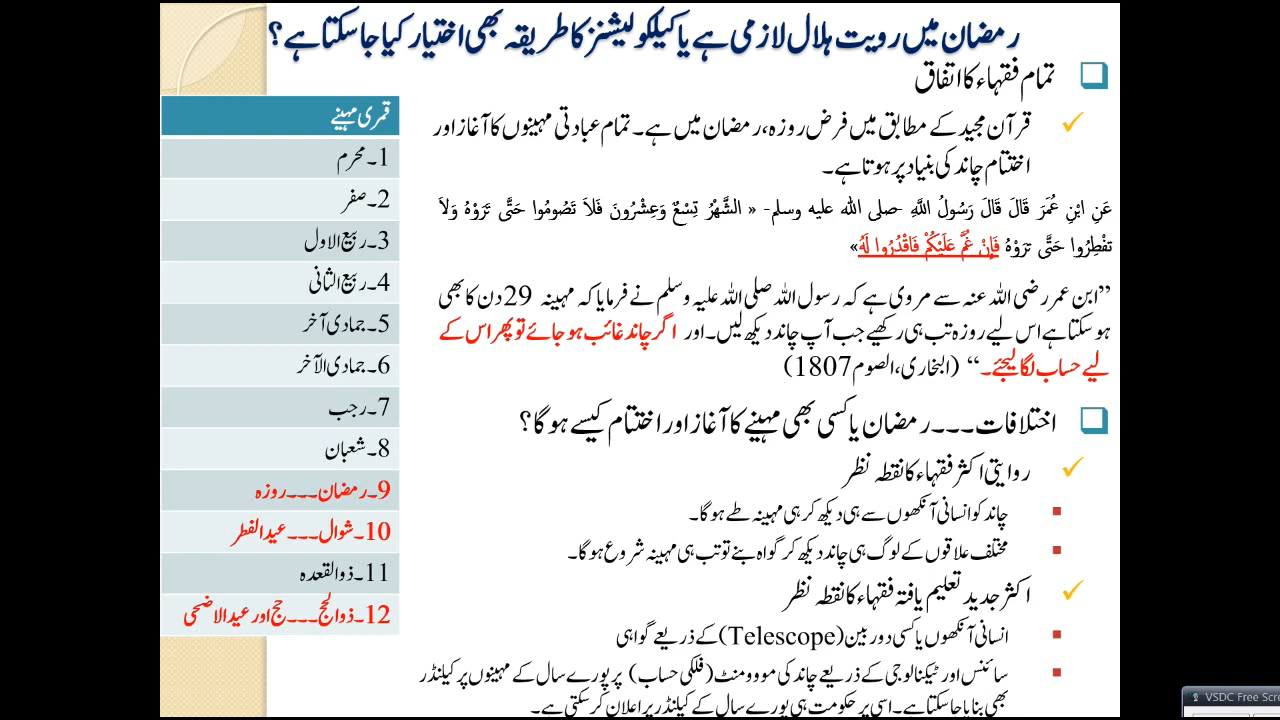 رمضان میں رویت ہلال لازمی ہے یا کیلکولیشنز کا طریقہ بھی اختیار کیا جا سکتا ہے؟
تمام فقہاء کا اتفاق
قرآن مجید کے مطابق میں فرض روزہ، رمضان میں ہے۔ تمام عباداتی مہینوں کا آغاز اور
اختتام چاند کی بنیاد پر ہوتا ہے۔
عَنِ ابْنِ عُمَرَ قَالَ قَالَ رَسُولُ اللَّهِ -صلى الله عليه وسلم- « الشَّهْرُ تِسْعٌ وَعِشْرُونَ فَلاَ تَصُومُوا حَتَّى تَرَوْهُ وَلاَ
تُفْطِرُوا حَتَّى تَرَوْهُ فَإِنْ غُمَّ عَلَيْكُمْ فَاقْدُرُوا لَهُ»
”ابن عمر رضی اللہ عنہ سے مروی ہے کہ رسول اللہ صلی اللہ علیہ وسلم نے فرمایا کہ مہینہ 29 دن کا بھی
ہو سکتا ہے اس لیے روزہ تب ہی رکھیے جب آپ چاند دیکھ لیں۔ اور اگر چاند غائب ہو جائے تو پھر اس کے
لیے حساب لگا لیجئے۔“ (البخاری، الصوم 1807)
اختلافات۔۔۔ رمضان یا کسی بھی مہینے کا آغاز اور اختتام کیسے ہو گا؟
روایتی اکثر فقہاء کا نقطہ نظر
چاند کو انسانی آنکھوں سے ہی دیکھ کر ہی مہینہ طے ہو گا۔
مختلف علاقوں کے لوگ ہی چاند دیکھ کر گواہ بنے تو تب ہی مہینہ شروع ہو گا۔
اکثر جدید تعلیم یافتہ فقہاء کا نقطہ نظر
انسانی آنکھوں یا کسی دوربین (Telescope) کے ذریعے گواہی
سائنس اور ٹیکنالوجی کے ذریعے چاند کی موومنٹ (فلکی حساب) پر پورے سال کے مہینوں پر کیلنڈر
بھی بنایا جا سکتا ہے۔ اسی پر حکومت ہی پورے سال کے کیلنڈر پر اعلان کر سکتی ہے۔
قمری مہینے
1۔ محرم
2۔ صفر
3۔ ربیع الاول
4۔ ربیع الثانی
5۔ جمادی آخر
6۔ جمادی الآخر
7۔ رجب
8۔ شعبان
9۔ رمضان۔۔۔ روزہ
10۔ شوال۔۔۔ عید الفطر
11۔ ذوالقعدہ
12۔ ذوالحج۔۔۔ حج اور عید الاضحی
VSDC Free Scre